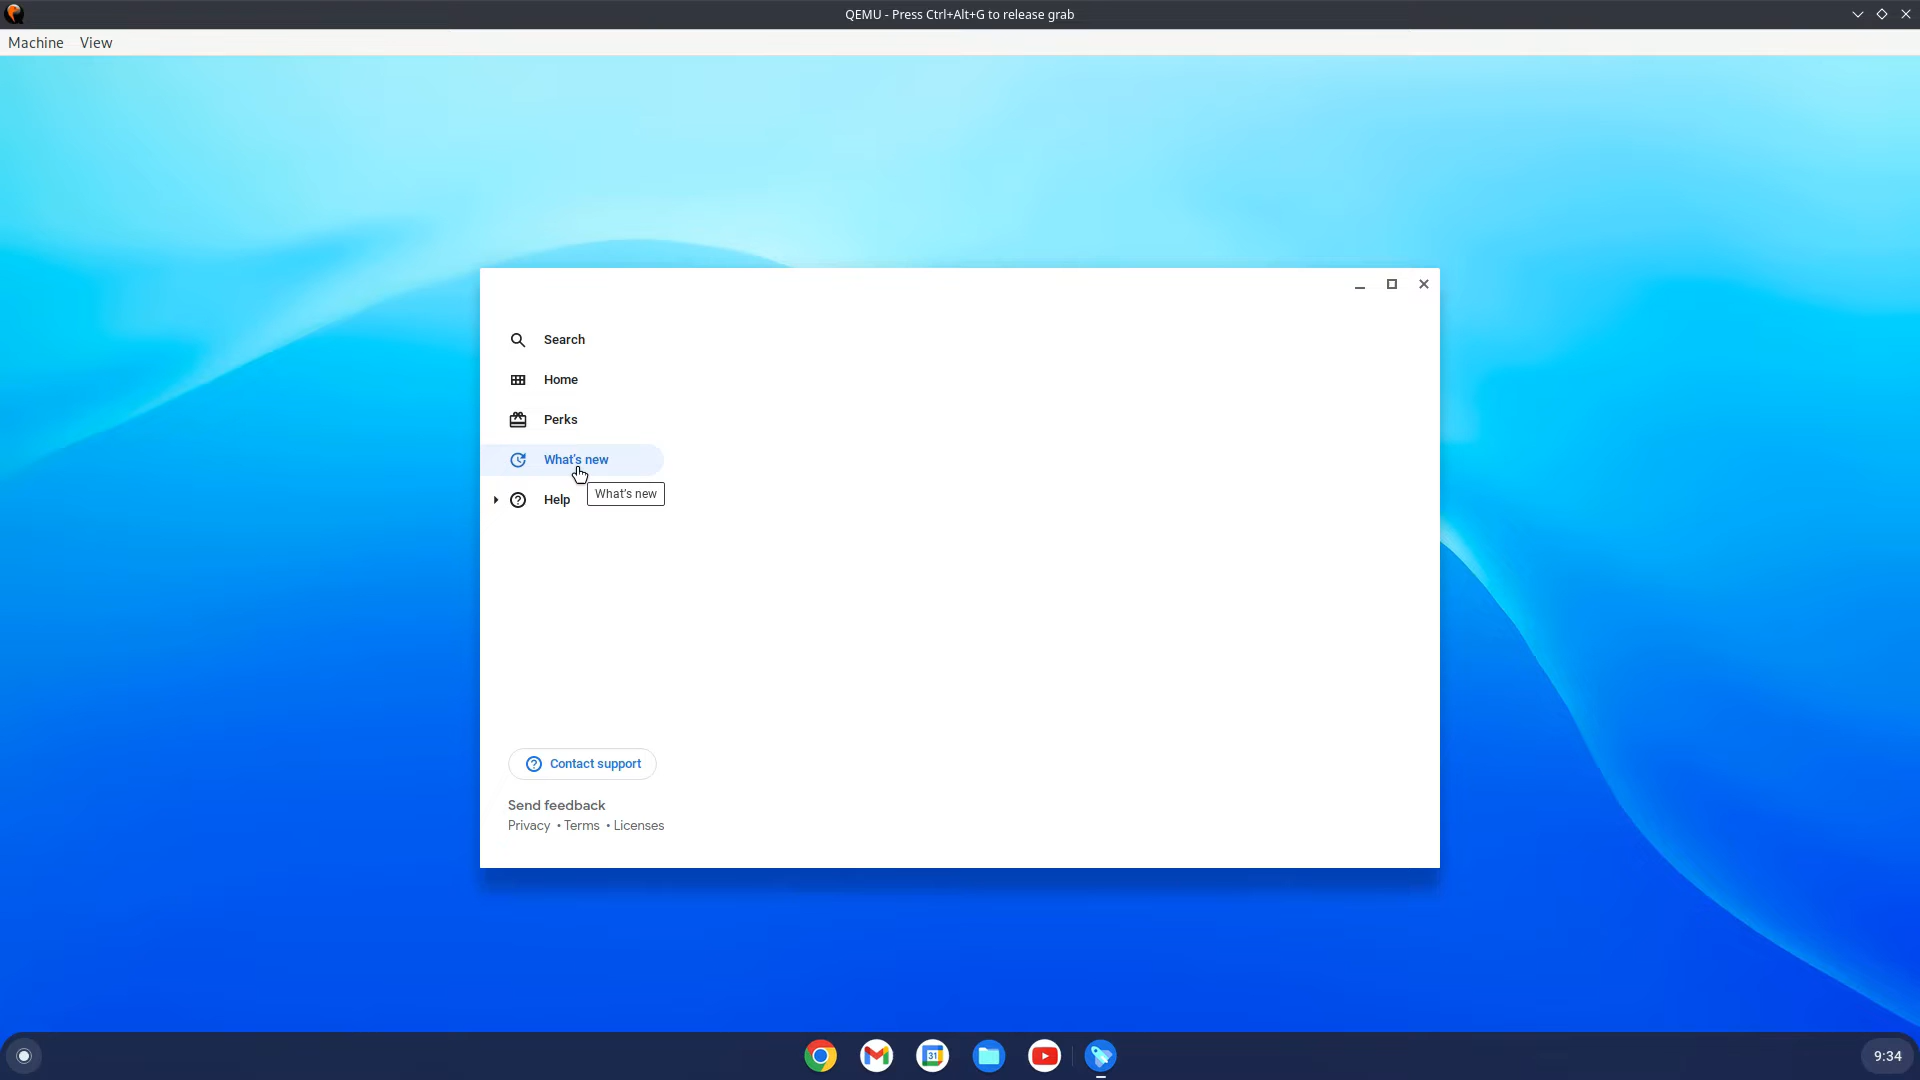 QEMU - Press Ctrl+Alt+G to release grab
Machine View
Search
Home
Perks
What's new
What's new
Help
Contact support
Send feedback
Privacy • Terms • Licenses
31
9:34